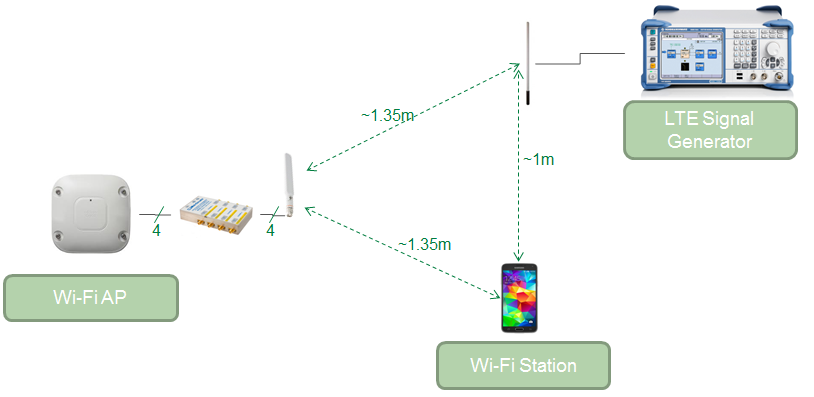 LTE Signal
Generator
~1.35m
~1m
4
4
~1.35m
Wi-Fi AP
Wi-Fi Station